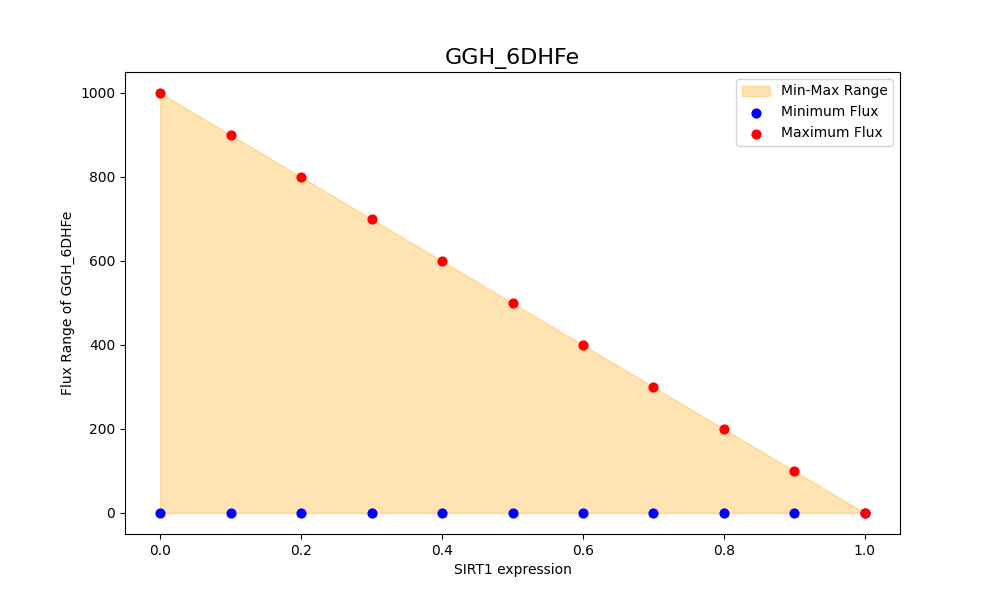 GGH_6DHFe
Min-Max Range
Minimum Flux
Maximum Flux
Flux Range of GGH_6DHFe
1000
800
600
400
200
0
0.0 0.2 0.4 0.6 0.8 1.0
SIRT1 expression